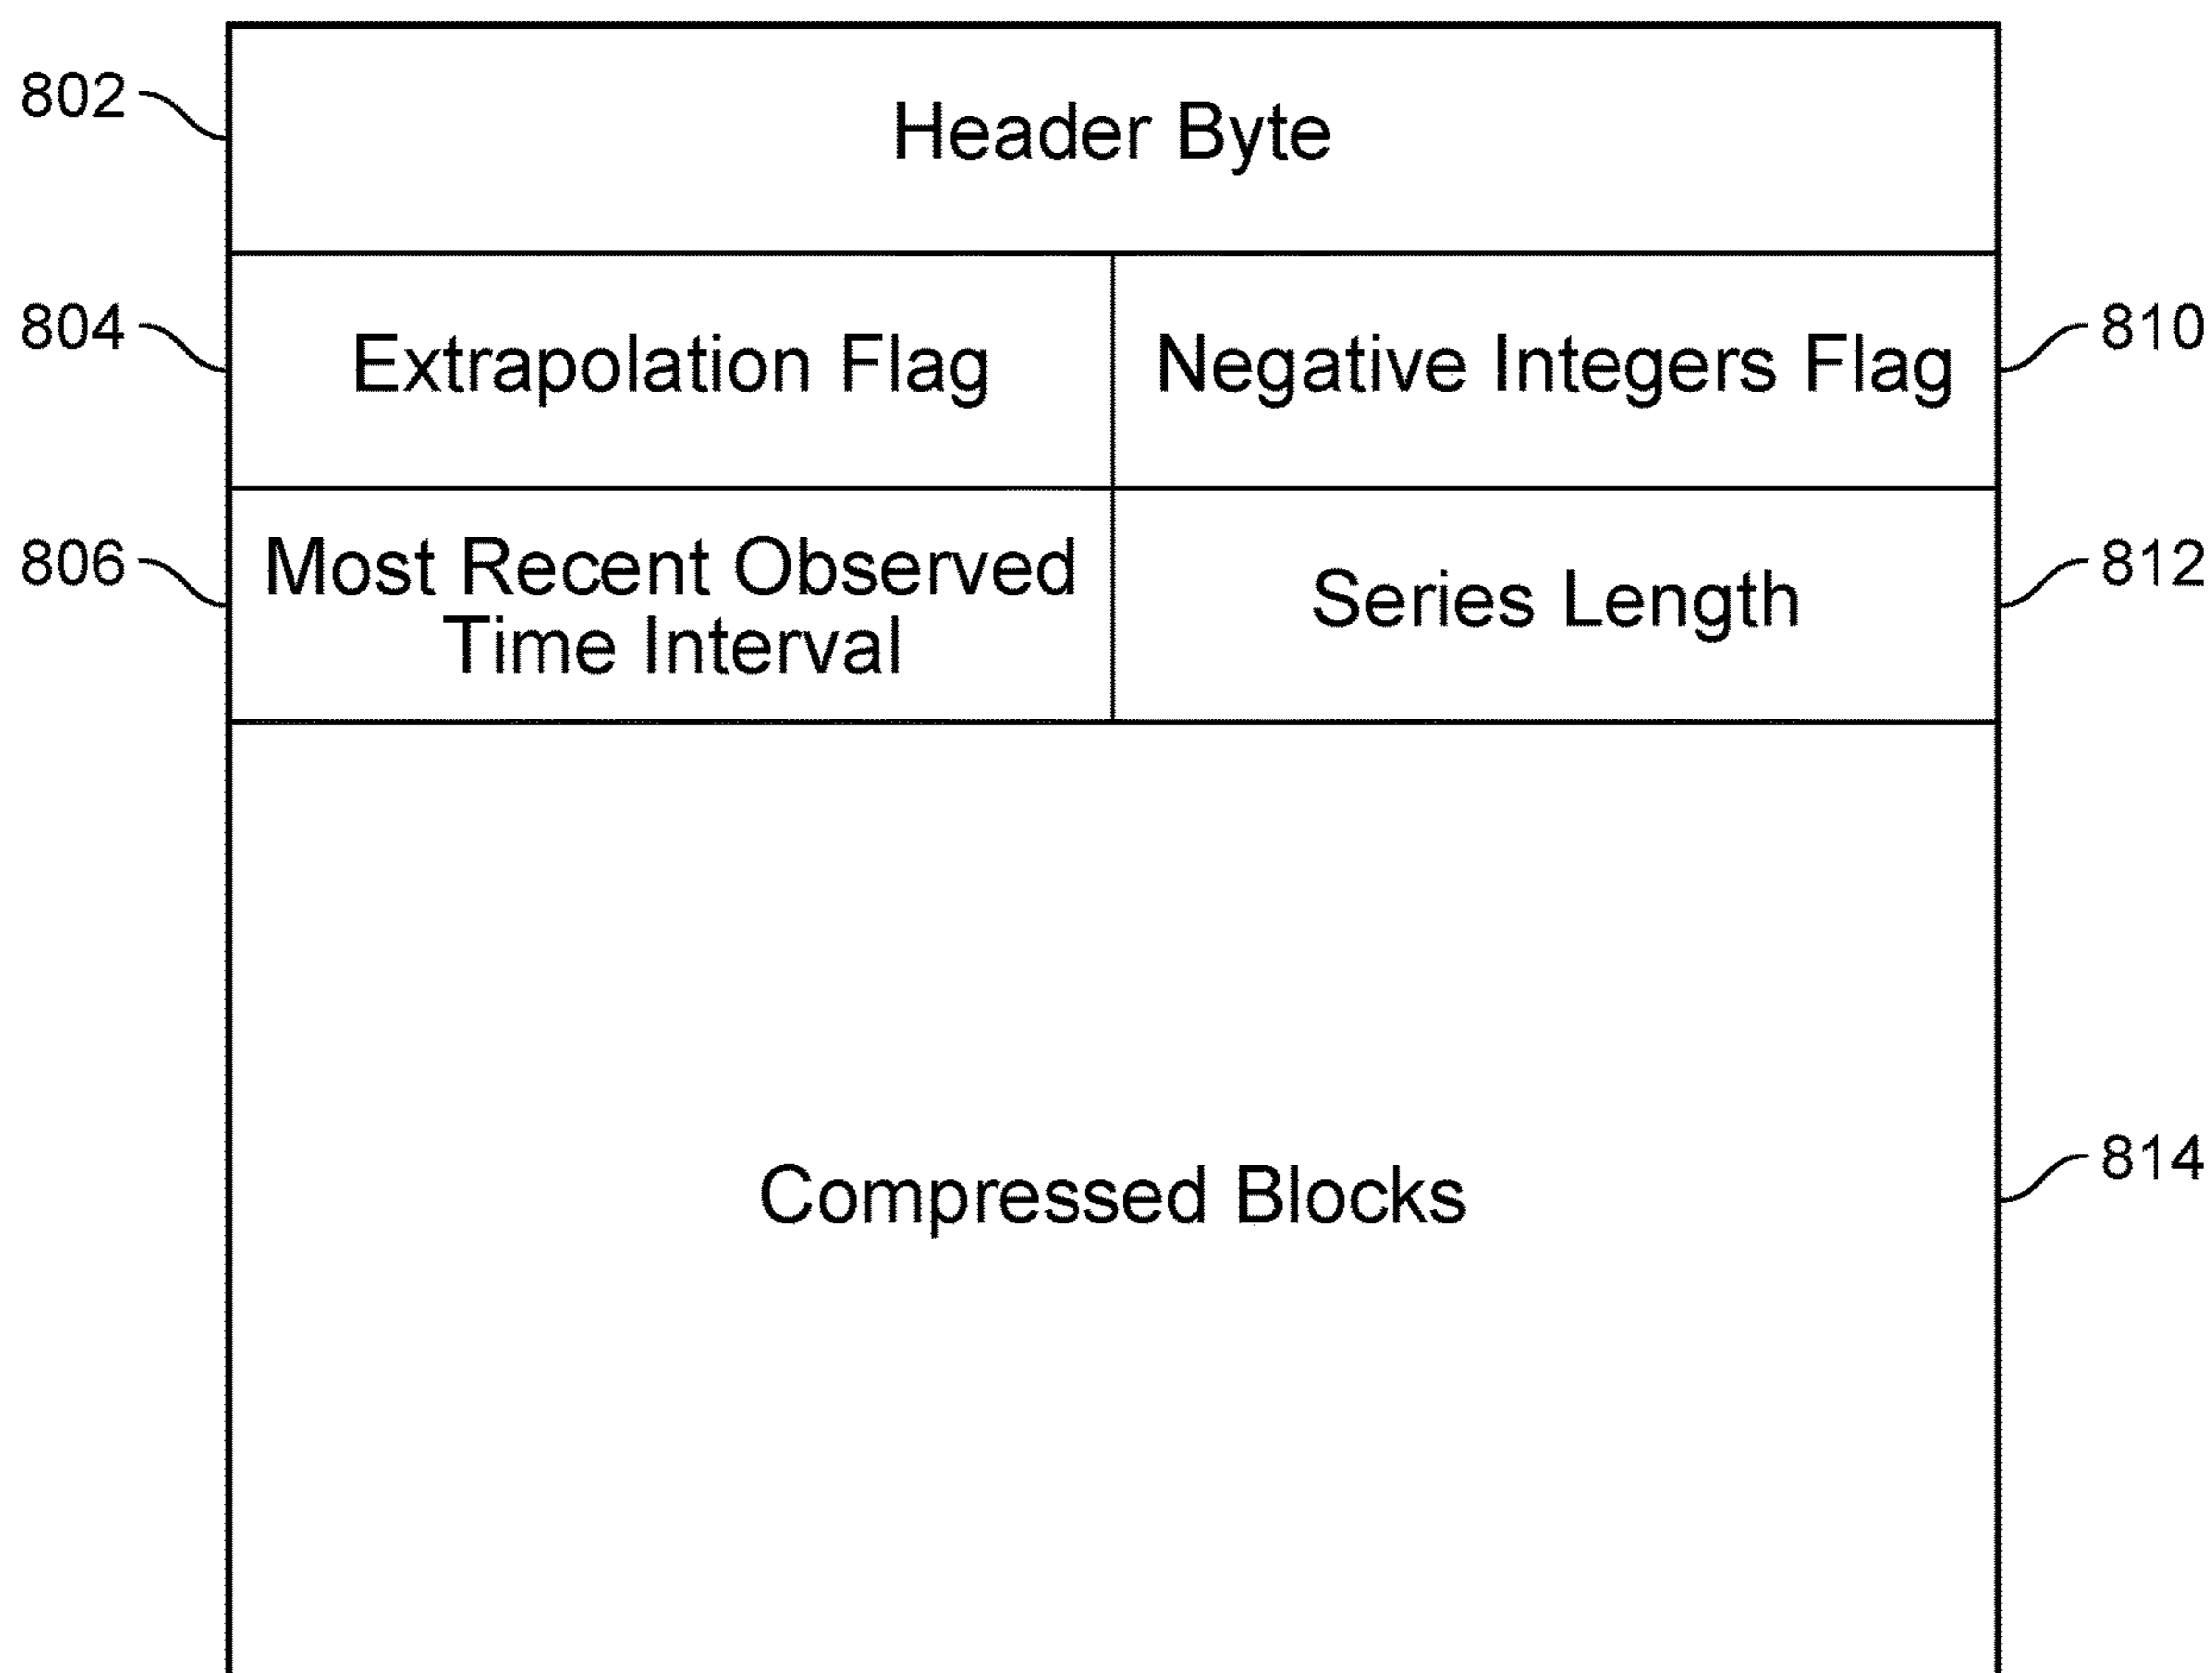 802
Header Byte
804
Extrapolation Flag
Negative Integers Flag
810
806
Most Recent Observed
Time Interval
Series Length
812
Compressed Blocks
814